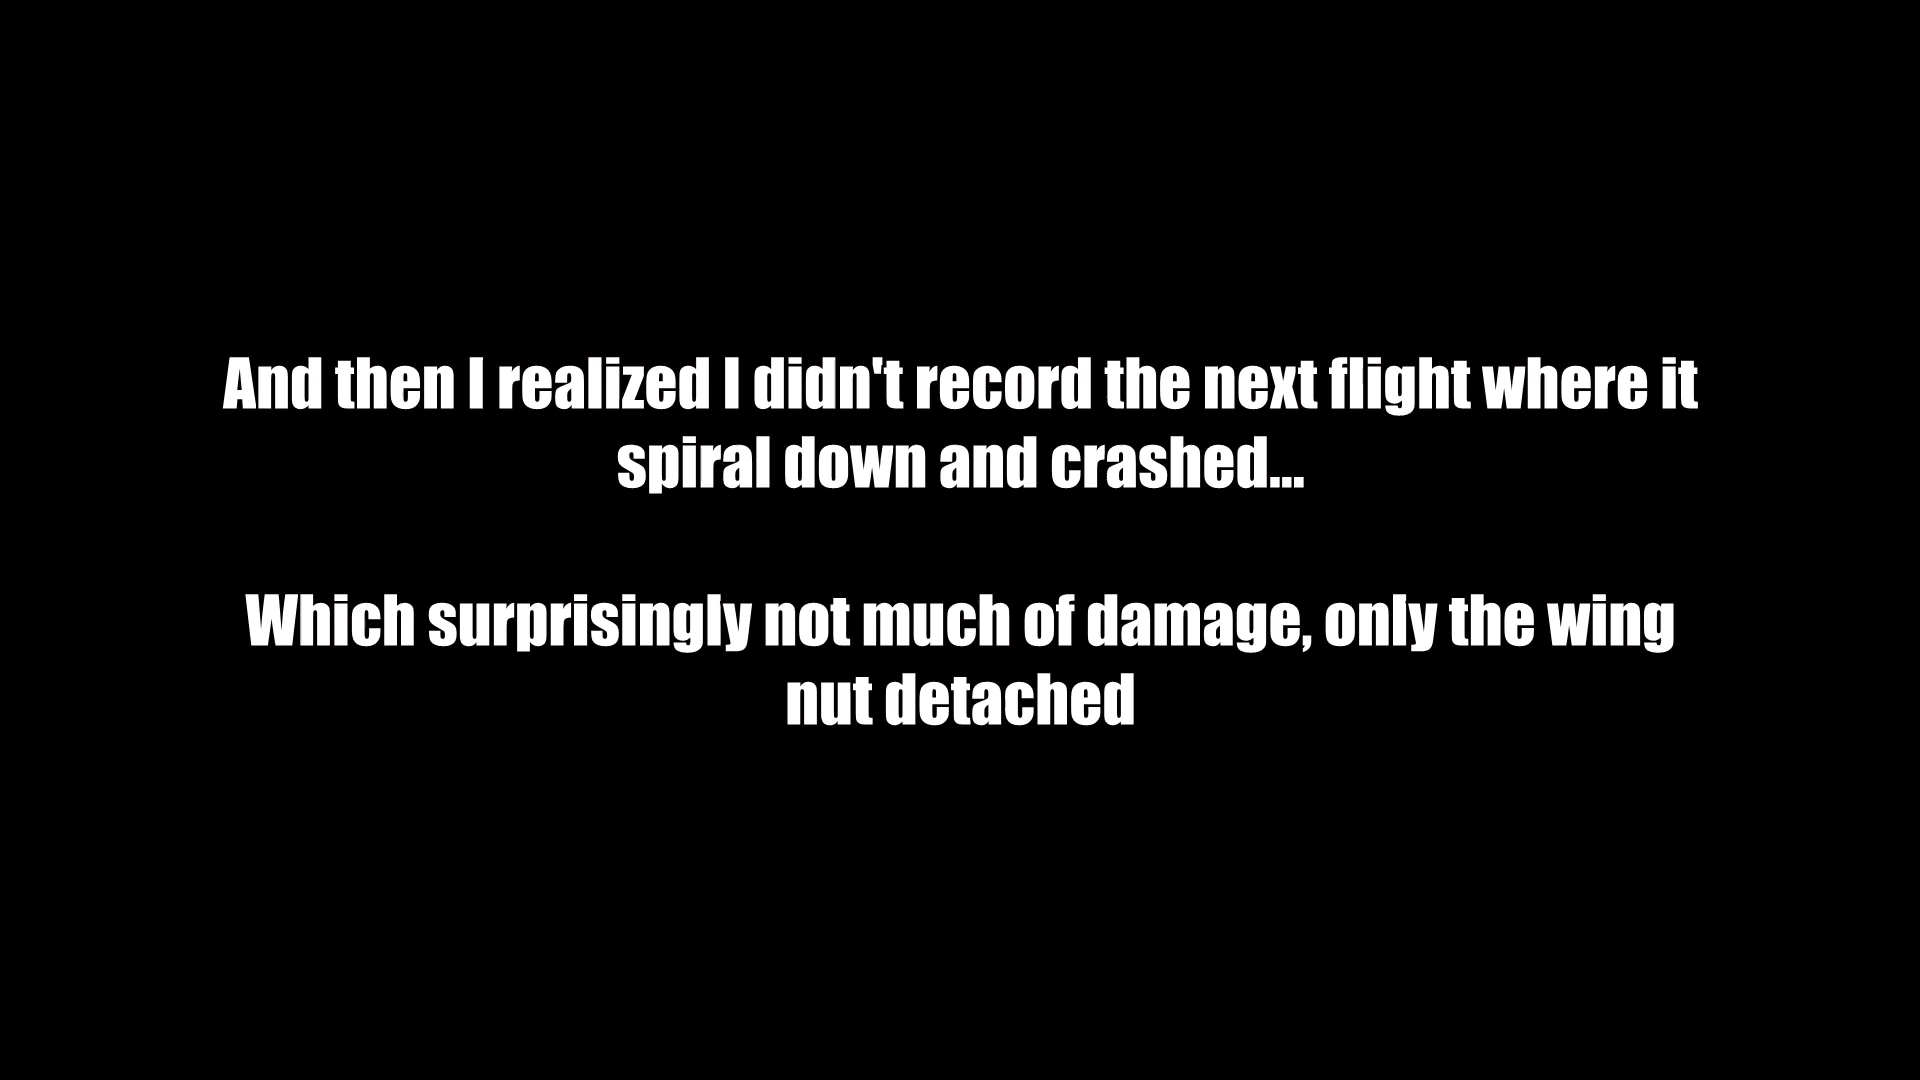 And then I realized I didn't record the next flight where it
spiral down and crashed...
Which surprisingly not much of damage, only the wing
nut detached